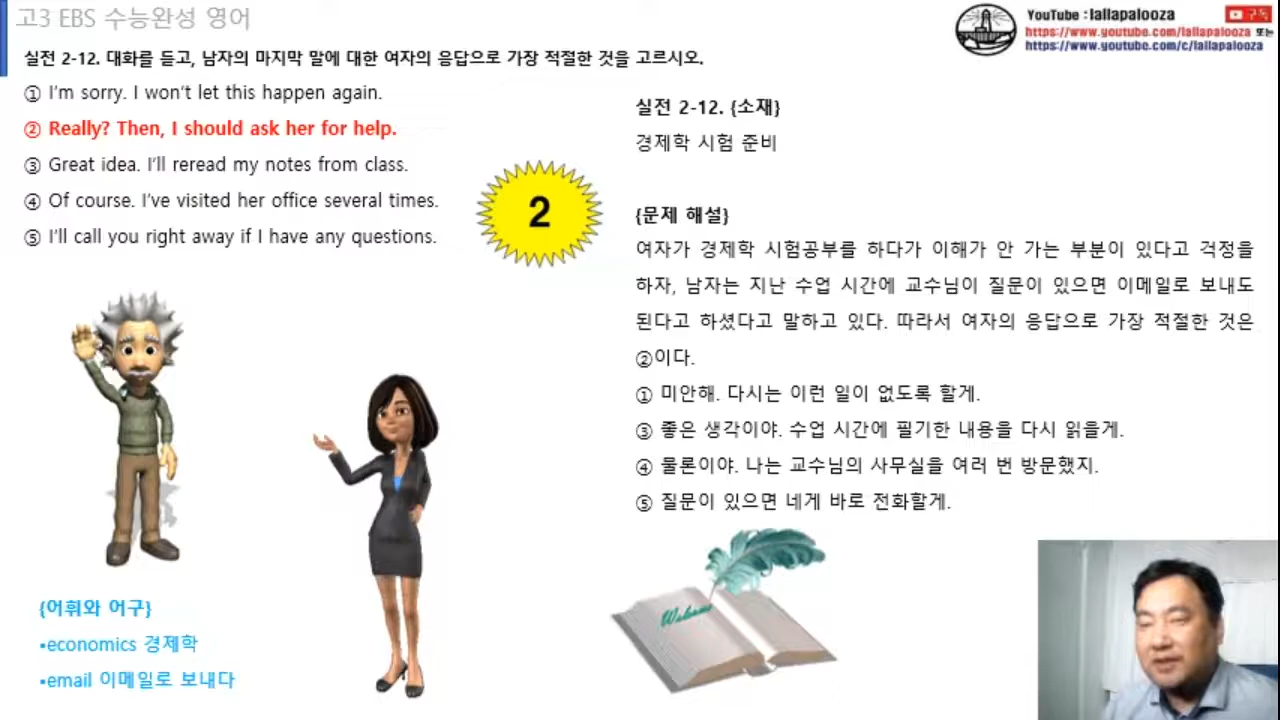 고3 EBS 수능완성 영어
YouTube : lallapalooza
구독
https://www.youtube.com/lallapalooza 또는
https://www.youtube.com/c/lallapalooza
실전 2-12. 대화를 듣고, 남자의 마지막 말에 대한 여자의 응답으로 가장 적절한 것을 고르시오.
① I'm sorry. I won't let this happen again.
② Really? Then, I should ask her for help.
③ Great idea. I'll reread my notes from class.
④ Of course. I've visited her office several times.
⑤ I'll call you right away if I have any questions.
2
실전 2-12. {소재}
경제학 시험 준비
{문제 해설}
여자가 경제학 시험공부를 하다가 이해가 안 가는 부분이 있다고 걱정을
하자, 남자는 지난 수업 시간에 교수님이 질문이 있으면 이메일로 보내도
된다고 하셨다고 말하고 있다. 따라서 여자의 응답으로 가장 적절한 것은
②이다.
① 미안해. 다시는 이런 일이 없도록 할게.
③ 좋은 생각이야. 수업 시간에 필기한 내용을 다시 읽을게.
④ 물론이야. 나는 교수님의 사무실을 여러 번 방문했지.
⑤ 질문이 있으면 네게 바로 전화할게.
Welcome
{어휘와 어구}
▪economics 경제학
▪email 이메일로 보내다